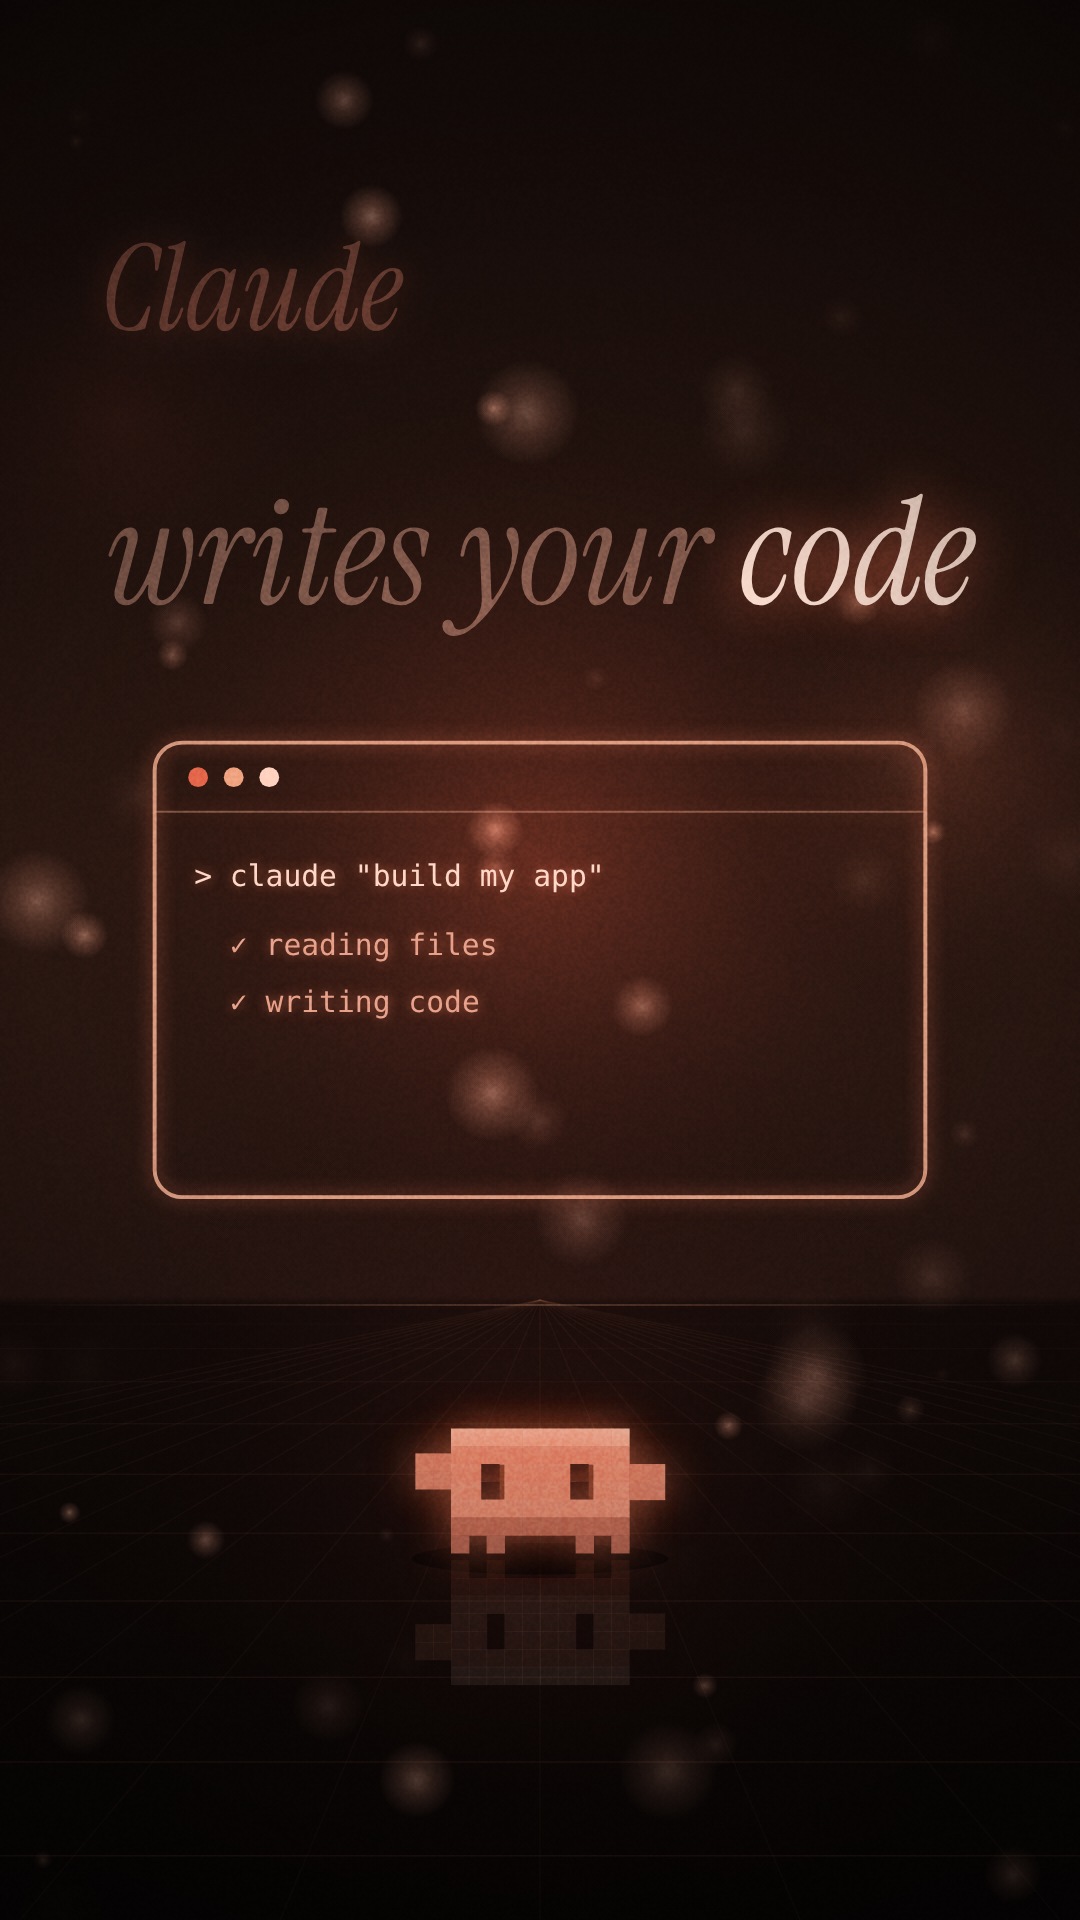 Claude
writes your code
> claude "build my app"
✓ reading files
✓ writing code